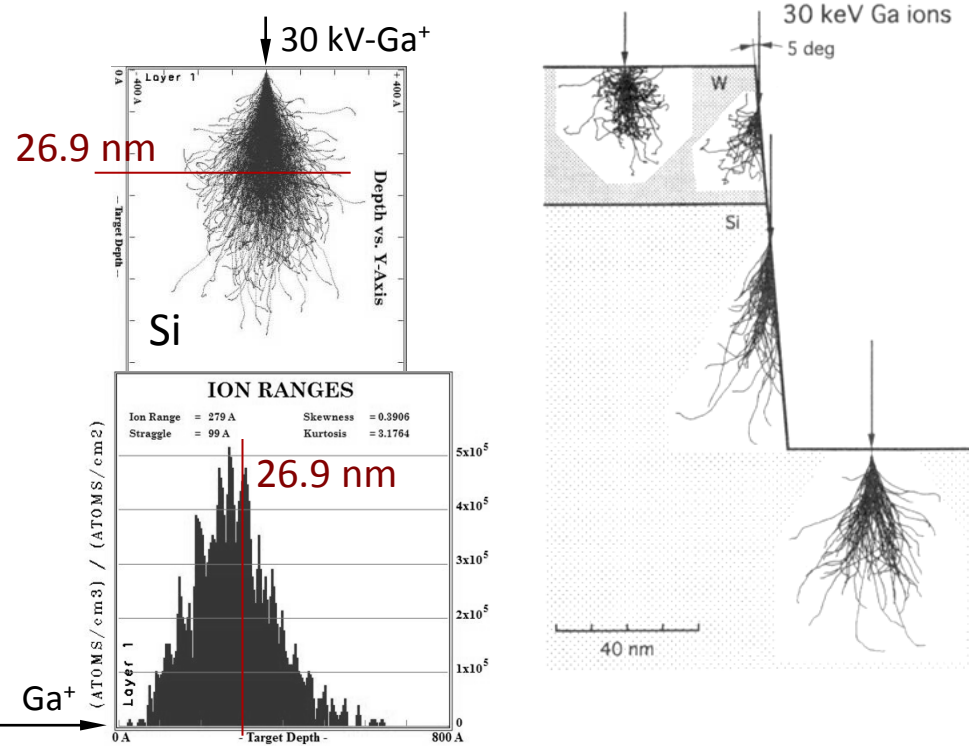 30 kV-Ga⁺
0 A
-400 A
Layer 1
+400 A
26.9 nm
-- Target Depth --
Depth vs. Y-Axis
Si
ION RANGES
Ion Range = 279 A Skewness = 0.3906
Straggle = 99 A Kurtosis = 3.1764
(ATOMS/cm3) / (ATOMS/cm2)
5x10⁵
26.9 nm
4x10⁵
3x10⁵
2x10⁵
1x10⁵
Layer 1
0
Ga⁺
0 A
- Target Depth -
800 A
30 keV Ga ions
5 deg
W
Si
40 nm